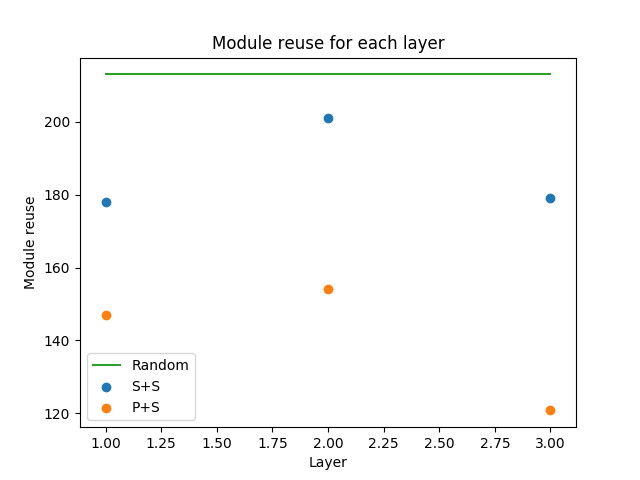 Module reuse for each layer
Module reuse
200
180
160
140
120
Random
S+S
P+S
1.00
1.25
1.50
1.75
2.00
2.25
2.50
2.75
3.00
Layer